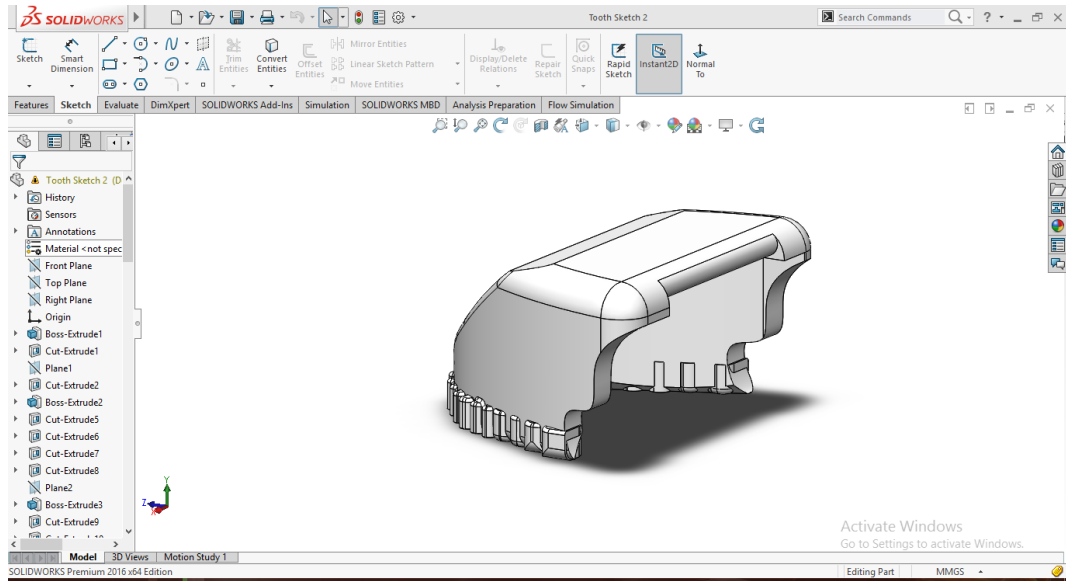 SOLIDWORKS
Tooth Sketch 2
Search Commands
?
Sketch
Smart Dimension
Trim Entities
Convert Entities
Offset Entities
Mirror Entities
Linear Sketch Pattern
Move Entities
Display/Delete Relations
Repair Sketch
Quick Snaps
Rapid Sketch
Instant2D
Normal To
Features Sketch Evaluate DimXpert SOLIDWORKS Add-Ins Simulation SOLIDWORKS MBD Analysis Preparation Flow Simulation
Tooth Sketch 2 (D
History
Sensors
Annotations
Material <not spec
Front Plane
Top Plane
Right Plane
Origin
Boss-Extrude1
Cut-Extrude1
Plane1
Cut-Extrude2
Boss-Extrude2
Cut-Extrude5
Cut-Extrude6
Cut-Extrude7
Cut-Extrude8
Plane2
Boss-Extrude3
Cut-Extrude9
Y
Z
Activate Windows
Go to Settings to activate Windows.
Model 3D Views Motion Study 1
SOLIDWORKS Premium 2016 x64 Edition
Editing Part MMGS